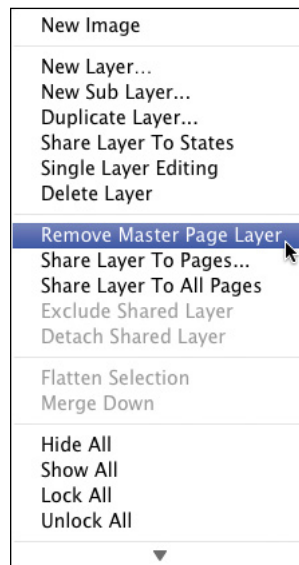 New Image
New Layer...
New Sub Layer...
Duplicate Layer...
Share Layer To States
Single Layer Editing
Delete Layer
Remove Master Page Layer
Share Layer To Pages...
Share Layer To All Pages
Exclude Shared Layer
Detach Shared Layer
Flatten Selection
Merge Down
Hide All
Show All
Lock All
Unlock All